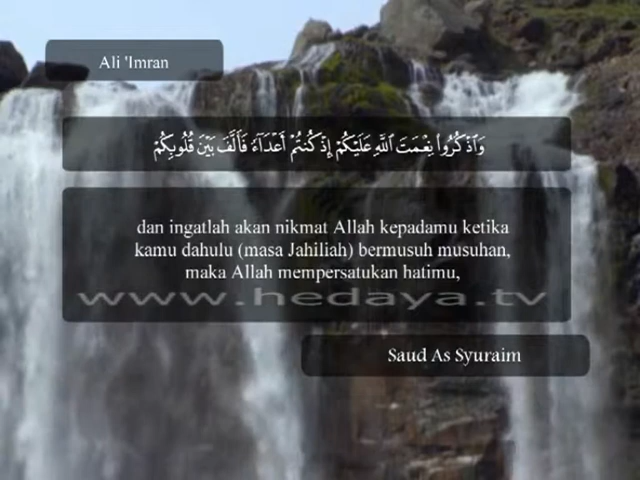 Ali 'Imran
وَٱذْكُرُوا۟ نِعْمَتَ ٱللَّهِ عَلَيْكُمْ إِذْ كُنتُمْ أَعْدَآءً فَأَلَّفَ بَيْنَ قُلُوبِكُمْ
dan ingatlah akan nikmat Allah kepadamu ketika
kamu dahulu (masa Jahiliah) bermusuh musuhan,
maka Allah mempersatukan hatimu,
www.hedaya.tv
Saud As Syuraim